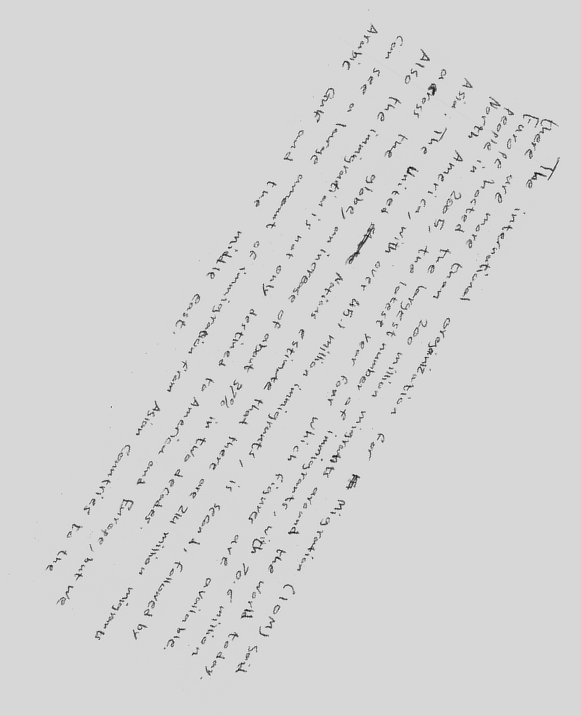 The international organization for Migration (IOM) said
there are more than 200 million migrants around the world today.
Europe hosted the largest number of immigrants, with 70.6 million
people in 2005, the latest year for which figures are available.
North America, with over 45.1 million immigrants, is scand, followed by
Asia. The United Nations estimate that there are 214 million migrants
across the globe, an increase of about 37% in two decades.
Also the immigration is not only destined to America and Europe, but we
can see a large amount of immigration from Asian Countries to the
Arabic Gulf and the middle east